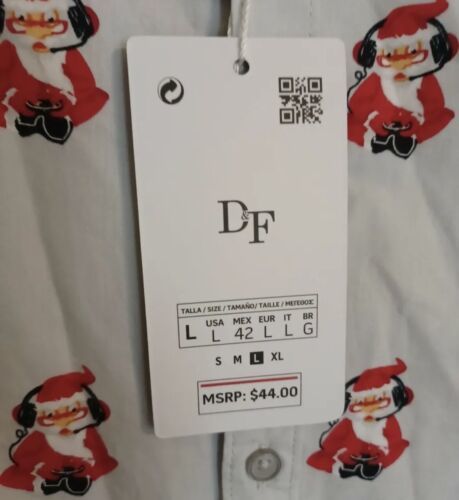 D&F
TALLA / SIZE / TAMAÑO / TAILLE / ΜΕΓΕΘΟΣ
L USA MEX EUR IT BR
L 42 L L G
S M L XL
MSRP: $44.00